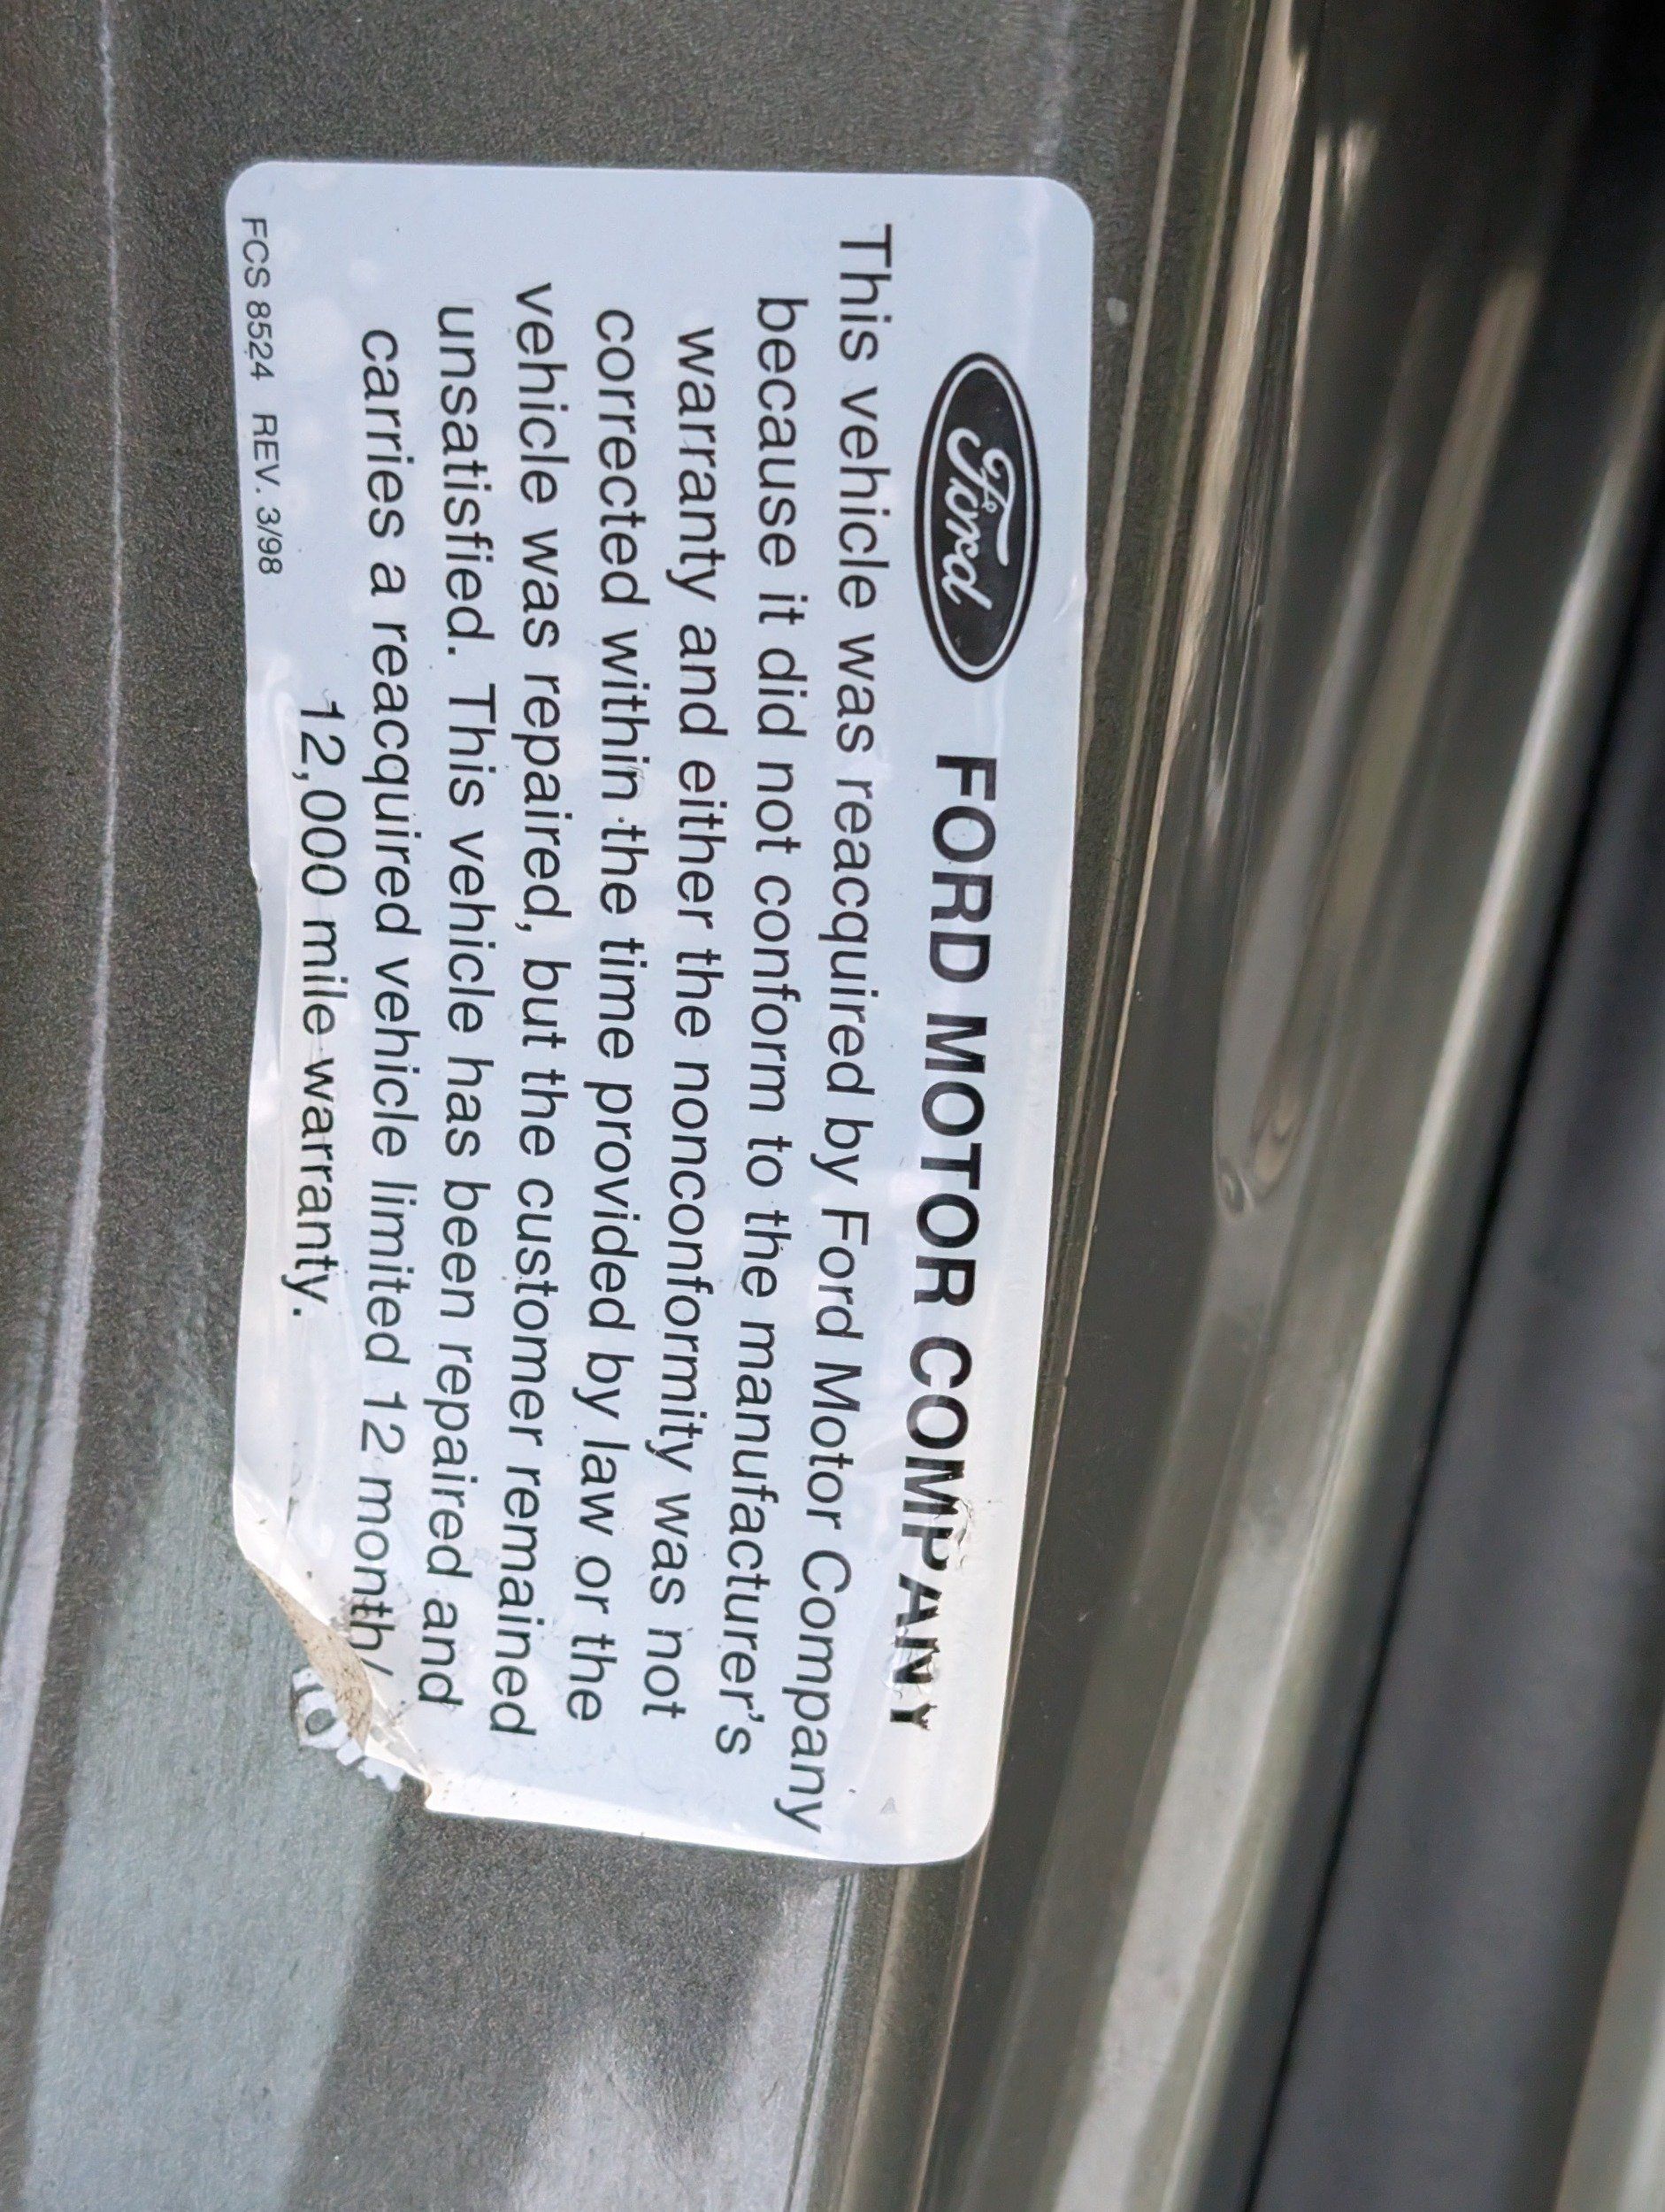 Ford FORD MOTOR COMPANY
This vehicle was reacquired by Ford Motor Company
because it did not conform to the manufacturer's
warranty and either the nonconformity was not
corrected within the time provided by law or the
vehicle was repaired, but the customer remained
unsatisfied. This vehicle has been repaired and
carries a reacquired vehicle limited 12 month/
12,000 mile warranty.
FCS 8524 REV. 3/98